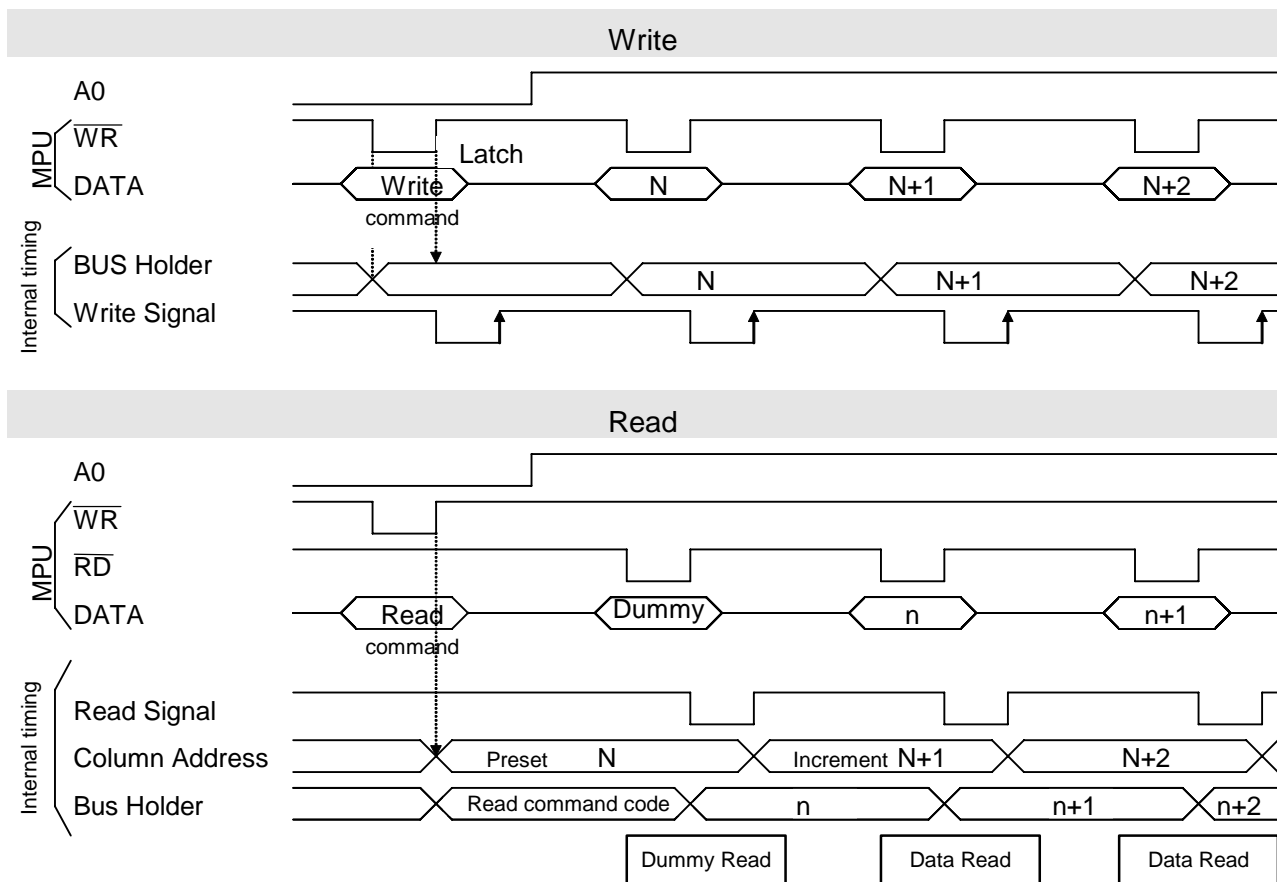 Write
A0
MPU
WR
Latch
DATA
Write
N
N+1
N+2
command
Internal timing
BUS Holder
N
N+1
N+2
Write Signal
Read
A0
MPU
WR
RD
DATA
Read
Dummy
n
n+1
command
Internal timing
Read Signal
Column Address
Preset N
Increment N+1
N+2
Bus Holder
Read command code
n
n+1
n+2
Dummy Read
Data Read
Data Read